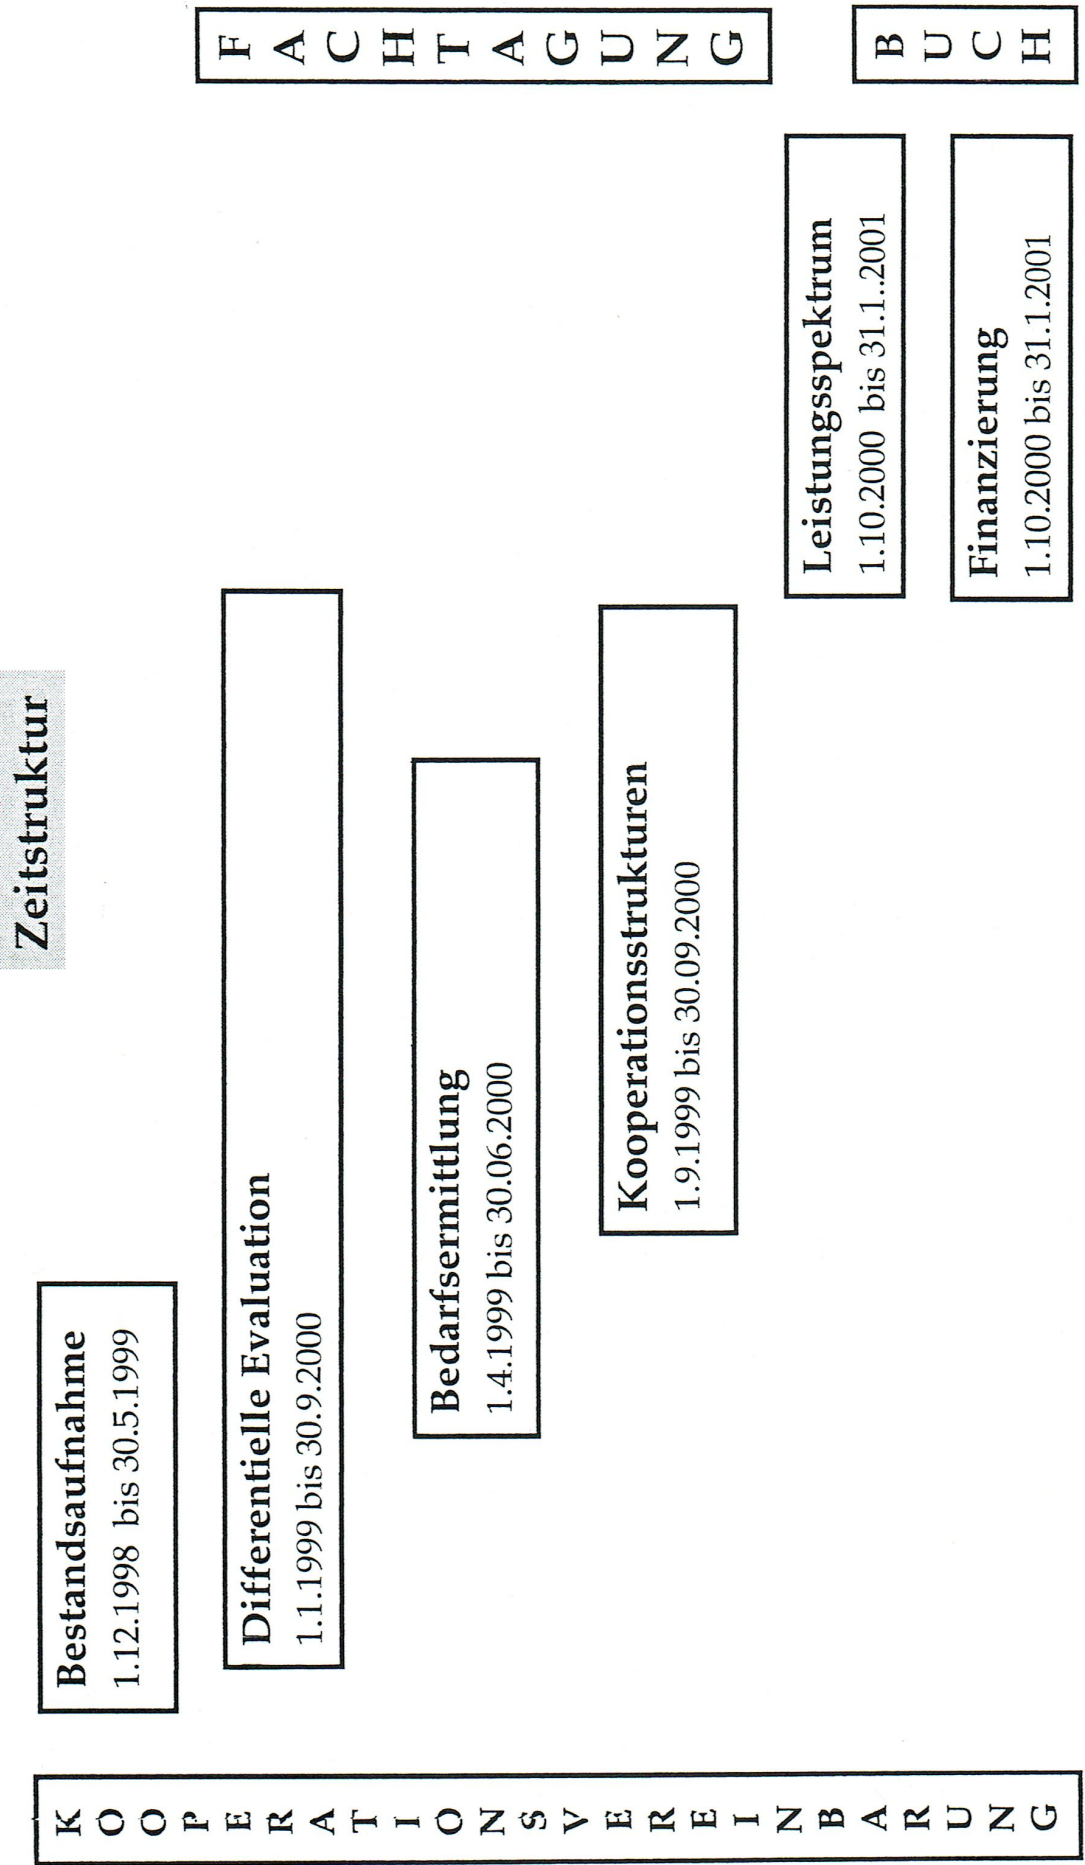 Zeitstruktur
KOOPERATIONSVEREINBARUNG
Bestandsaufnahme
1.12.1998 bis 30.5.1999
Differentielle Evaluation
1.1.1999 bis 30.9.2000
Bedarfsermittlung
1.4.1999 bis 30.06.2000
Kooperationsstrukturen
1.9.1999 bis 30.09.2000
Leistungsspektrum
1.10.2000 bis 31.1..2001
Finanzierung
1.10.2000 bis 31.1.2001
FACHTAGUNG
BUCH